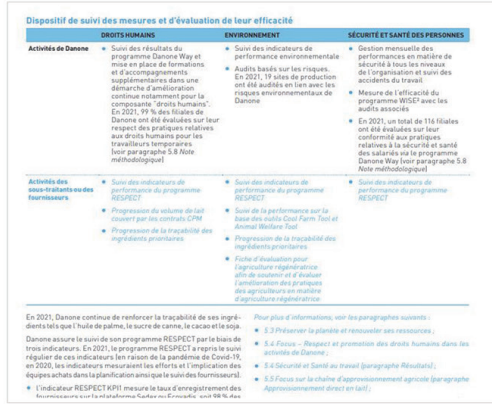 Dispositif de suivi des mesures et d'évaluation de leur efficacité
DROITS HUMAINS
ENVIRONNEMENT
SÉCURITÉ ET SANTÉ DES PERSONNES
Activités de Danone
• Suivi des résultats du
programme Danone Way et
mise en place de formations
et d'accompagnements
supplémentaires dans une
démarche d'amélioration
continue notamment pour la
composante "droits humains".
En 2021, 99 % des filiales de
Danone ont été évaluées sur leur
respect des pratiques relatives
aux droits humains pour les
travailleurs temporaires
(voir paragraphe 5.8 Note
méthodologique)
• Suivi des indicateurs de
performance environnementale
• Audits basés sur les risques.
En 2021, 19 sites de production
ont été audités en lien avec les
risques environnementaux de
Danone
• Gestion mensuelle des
performances en matière de
sécurité à tous les niveaux
de l'organisation et suivi des
accidents du travail
• Mesure de l'efficacité du
programme WISE² avec les
audits associés
• En 2021, un total de 116 filiales
ont été évaluées sur leur
conformité aux pratiques
relatives à la sécurité et santé
des salariés via le programme
Danone Way (voir paragraphe 5.8
Note méthodologique)
Activités des
sous-traitants ou des
fournisseurs
• Suivi des indicateurs de
performance du programme
RESPECT
• Progression du volume de lait
couvert par les contrats CPM
• Progression de la traçabilité des
ingrédients prioritaires
• Suivi des indicateurs de
performance du programme
RESPECT
• Suivi de la performance sur la
base des outils Cool Farm Tool et
Animal Welfare Tool
• Progression de la traçabilité des
ingrédients prioritaires
• Fiche d'évaluation pour
l'agriculture régénératrice
afin de soutenir et d'évaluer
l'amélioration des pratiques
des agriculteurs en matière
d'agriculture régénératrice
• Suivi des indicateurs de
performance du programme
RESPECT
En 2021, Danone continue de renforcer la traçabilité de ses ingré-
dients tels que l'huile de palme, le sucre de canne, le cacao et le soja.
Danone assure le suivi de son programme RESPECT par le biais de
trois indicateurs. En 2021, le programme RESPECT a repris le suivi
régulier de ces indicateurs (en raison de la pandémie de Covid-19,
en 2020, les indicateurs mesuraient les efforts et l'implication des
équipes achats dans la planification ainsi que le suivi des fournisseurs).
• l'indicateur RESPECT KPI1 mesure le taux d'enregistrement des
fournisseurs sur la plateforme Sedex ou Ecovadis, soit 98 % des
Pour plus d'informations, voir les paragraphes suivants :
• 5.3 Préserver la planète et renouveler ses ressources ;
• 5.4 Focus – Respect et promotion des droits humains dans les
activités de Danone ;
• 5.4 Sécurité et Santé au travail (paragraphe Résultats) ;
• 5.5 Focus sur la chaîne d'approvisionnement agricole (paragraphe
Approvisionnement direct en lait) ;